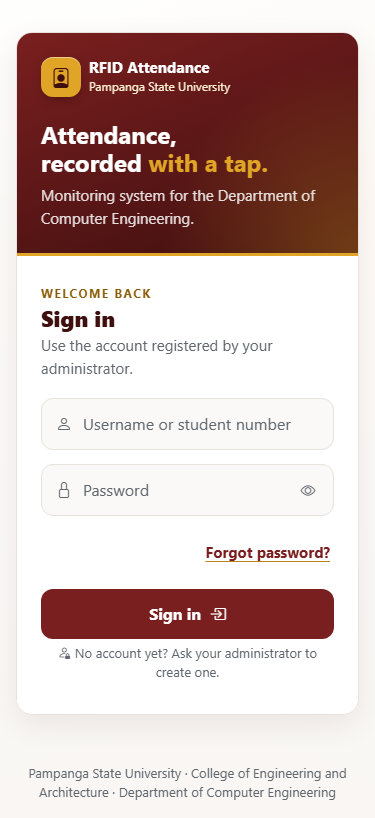 RFID Attendance
Pampanga State University
Attendance,
recorded with a tap.
Monitoring system for the Department of
Computer Engineering.
WELCOME BACK
Sign in
Use the account registered by your
administrator.
Username or student number
Password
Forgot password?
Sign in
No account yet? Ask your administrator to
create one.
Pampanga State University · College of Engineering and
Architecture · Department of Computer Engineering